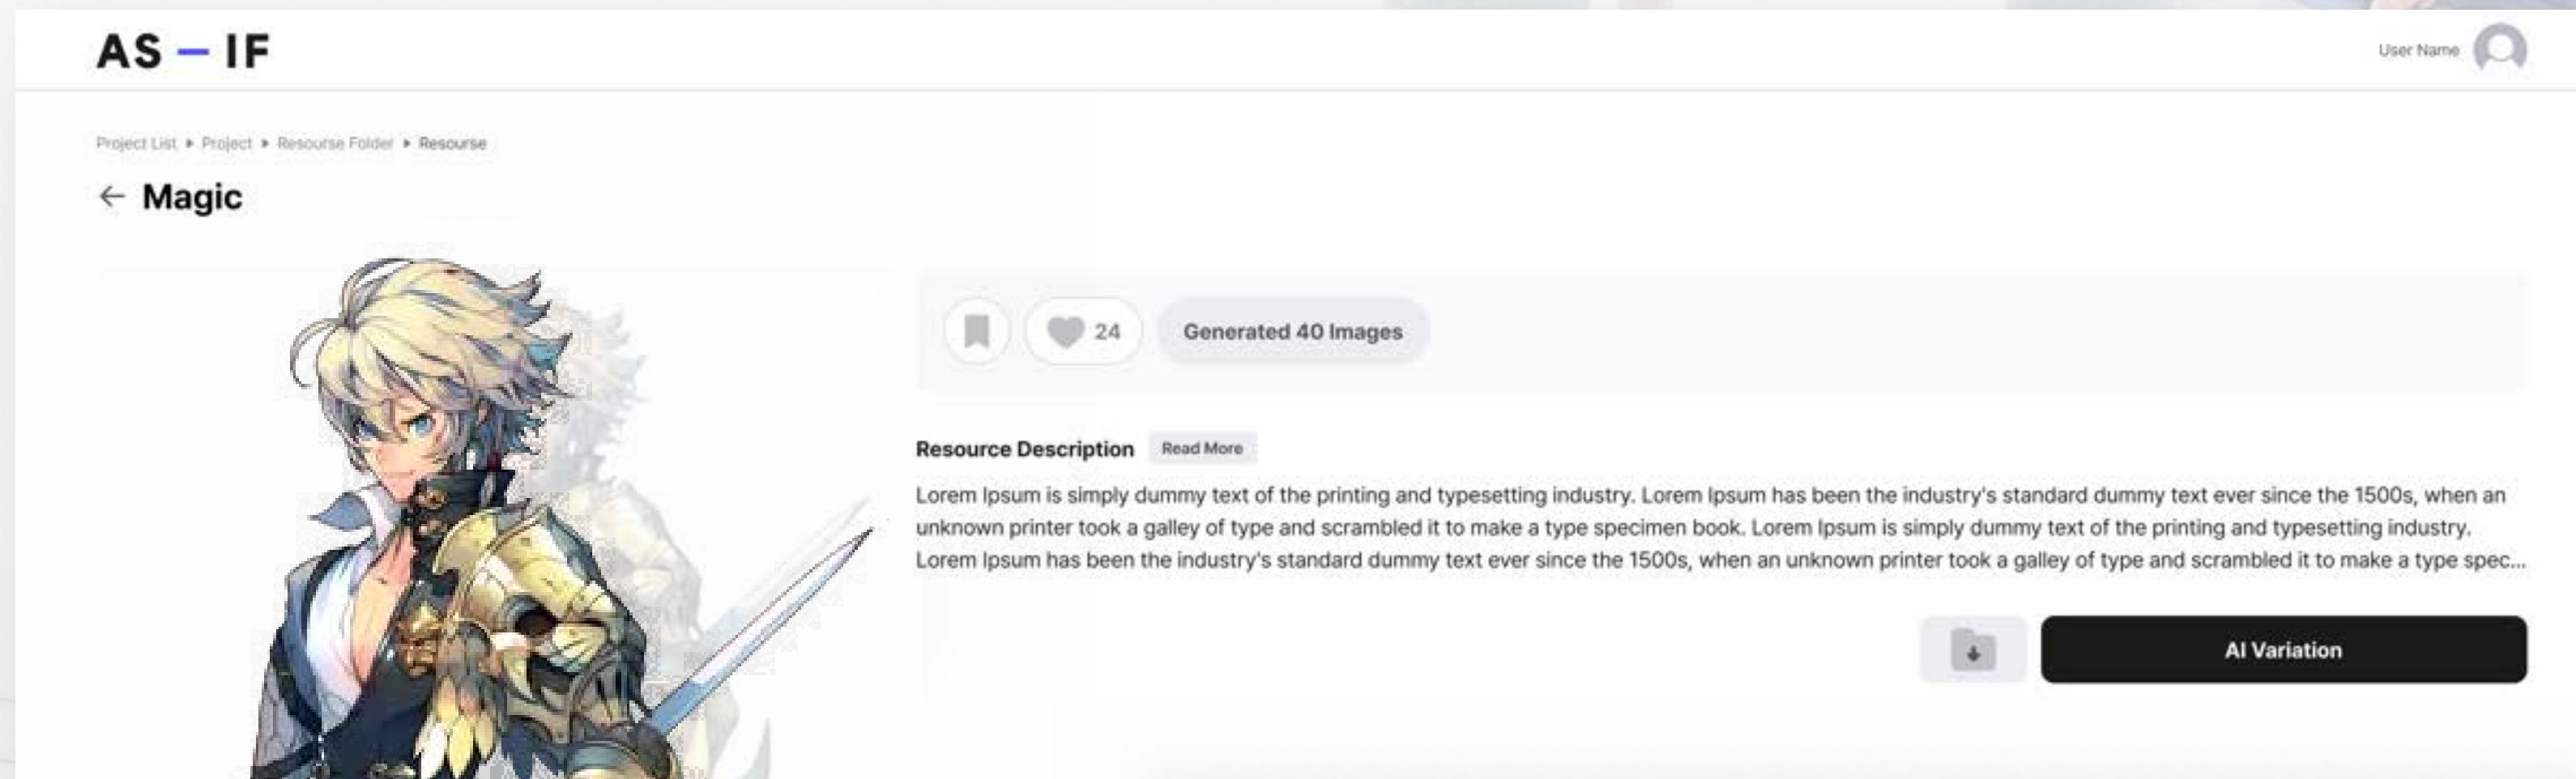 AS — IF
User Name
Project List ▸ Project ▸ Resourse Folder ▸ Resourse
← Magic
24
Generated 40 Images
Resource Description Read More
Lorem Ipsum is simply dummy text of the printing and typesetting industry. Lorem Ipsum has been the industry's standard dummy text ever since the 1500s, when an
unknown printer took a galley of type and scrambled it to make a type specimen book. Lorem Ipsum is simply dummy text of the printing and typesetting industry.
Lorem Ipsum has been the industry's standard dummy text ever since the 1500s, when an unknown printer took a galley of type and scrambled it to make a type spec...
AI Variation